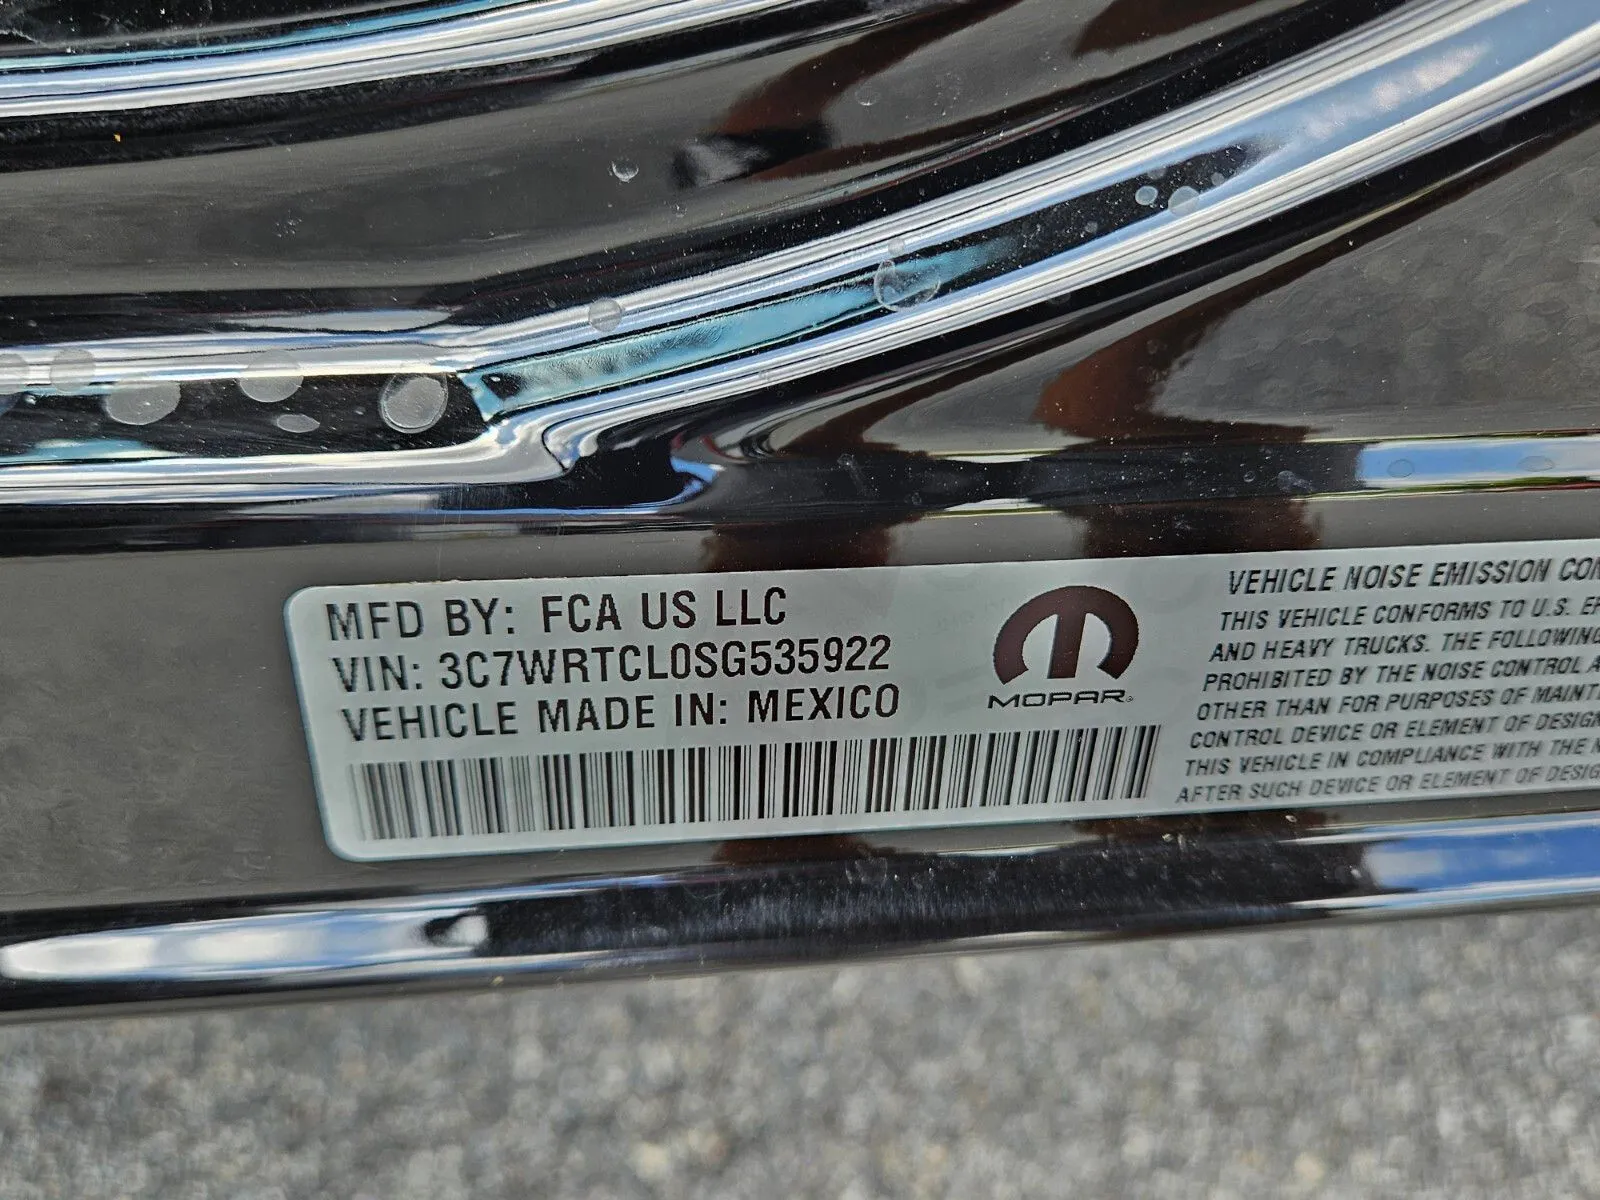 MFD BY: FCA US LLC
VIN: 3C7WRTCL0SG535922
VEHICLE MADE IN: MEXICO
MOPAR
VEHICLE NOISE EMISSION
THIS VEHICLE CONFORMS TO U.S.
AND HEAVY TRUCKS. THE FOLLOWING
PROHIBITED BY THE NOISE CONTROL
OTHER THAN FOR PURPOSES OF
CONTROL DEVICE OR ELEMENT OF DESIGN
THIS VEHICLE IN COMPLIANCE WITH THE
AFTER SUCH DEVICE OR ELEMENT OF